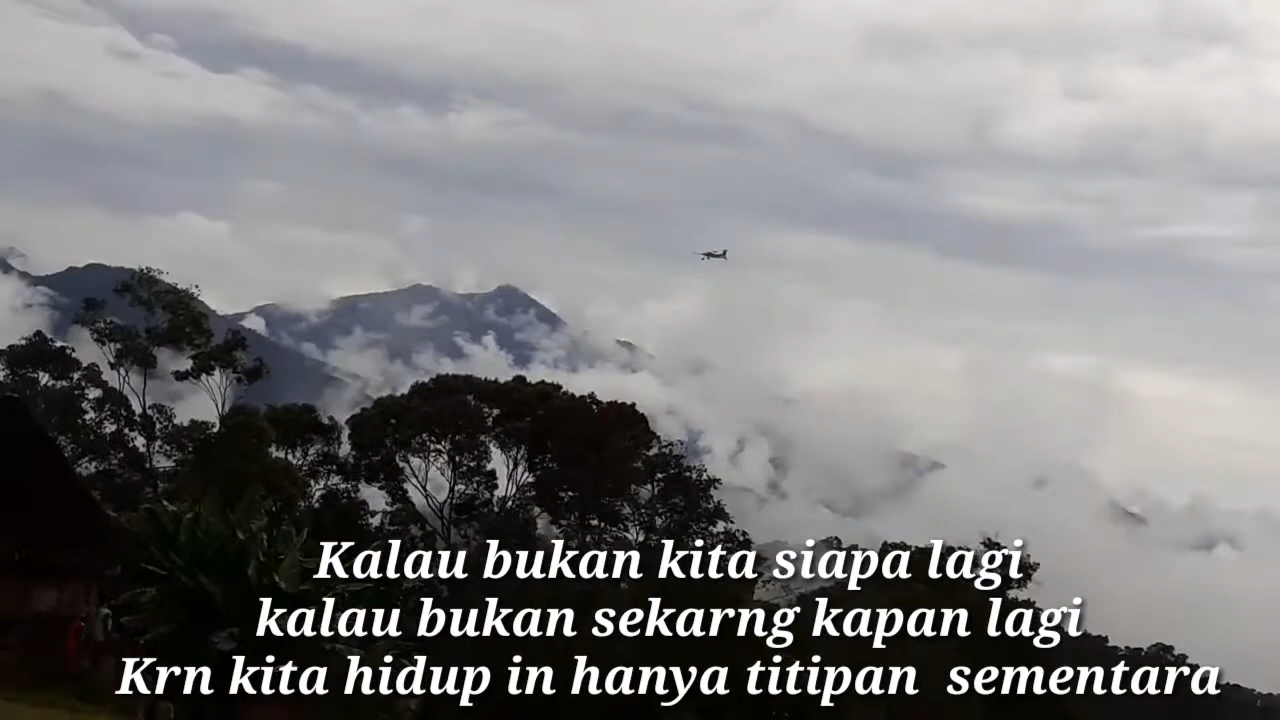 Kalau bukan kita siapa lagi
kalau bukan sekarng kapan lagi
Krn kita hidup in hanya titipan sementara